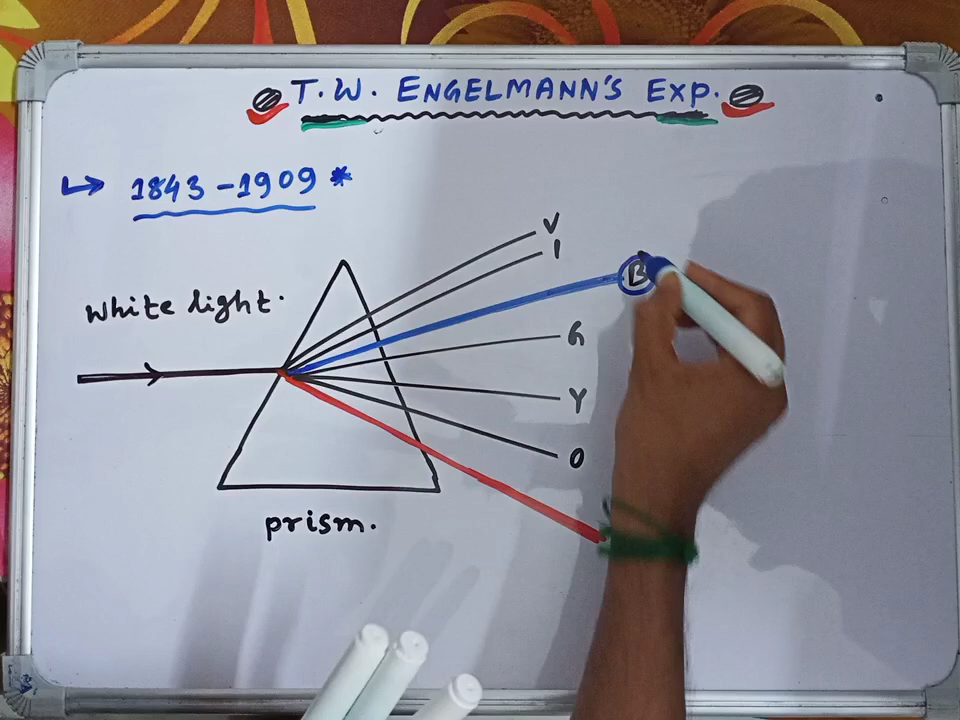 T.W. ENGELMANN'S EXP.
↳ 1843-1909 *
V
I
B
White light.
G
Y
O
prism.